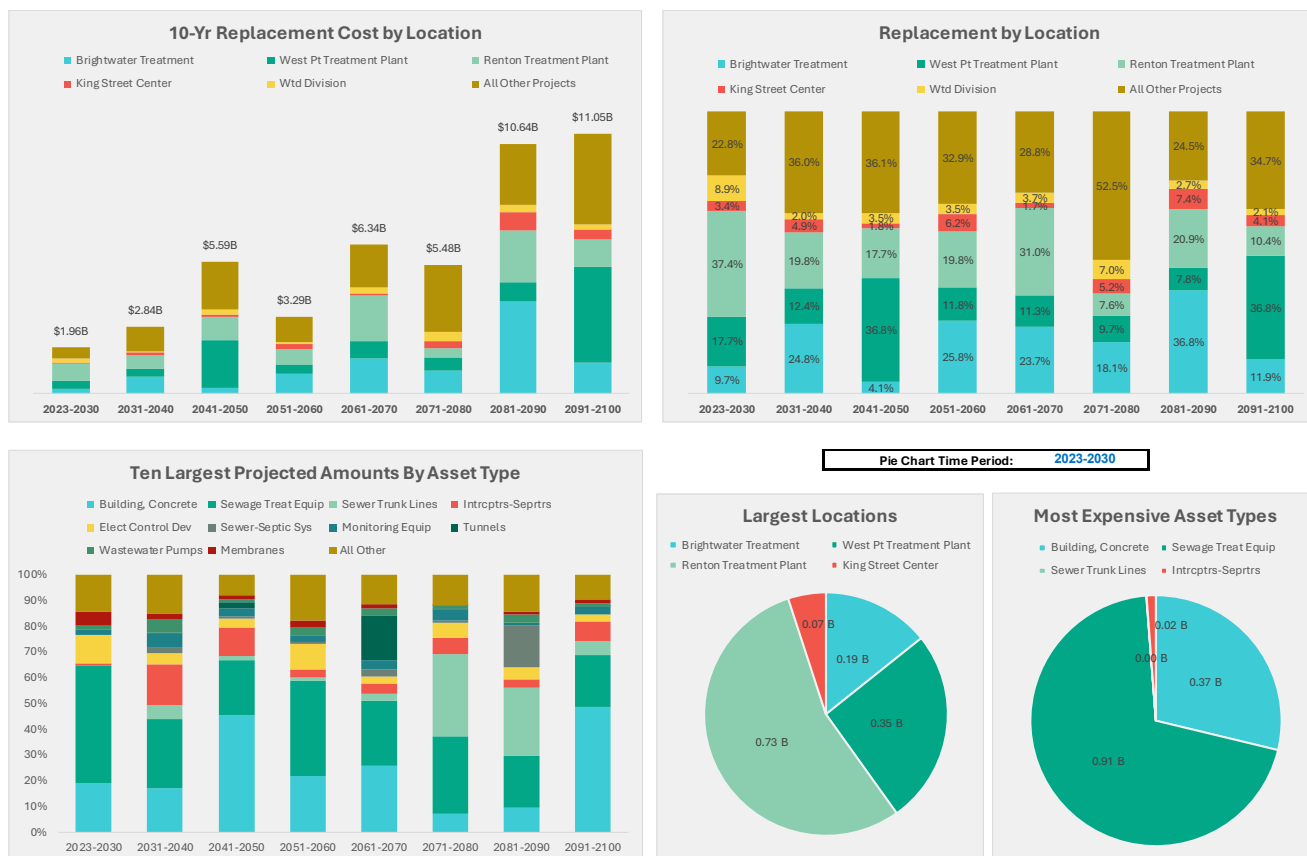 10-Yr Replacement Cost by Location
Brightwater Treatment West Pt Treatment Plant Renton Treatment Plant
King Street Center Wtd Division All Other Projects
$11.05B
$10.64B
$6.34B
$5.59B
$5.48B
$3.29B
$2.84B
$1.96B
2023-2030 2031-2040 2041-2050 2051-2060 2061-2070 2071-2080 2081-2090 2091-2100
Replacement by Location
Brightwater Treatment West Pt Treatment Plant Renton Treatment Plant
King Street Center Wtd Division All Other Projects
22.8% 36.0% 36.1% 32.9% 28.8% 52.5% 24.5% 34.7%
8.9% 2.0% 3.5% 3.5% 3.7% 7.0% 2.7% 2.1%
3.4% 4.9% 1.8% 6.2% 1.7% 5.2% 7.4% 4.1%
37.4% 19.8% 17.7% 19.8% 31.0% 7.6% 20.9% 10.4%
17.7% 12.4% 36.8% 11.8% 11.3% 9.7% 7.8% 36.8%
9.7% 24.8% 4.1% 25.8% 23.7% 18.1% 36.8% 11.9%
2023-2030 2031-2040 2041-2050 2051-2060 2061-2070 2071-2080 2081-2090 2091-2100
Ten Largest Projected Amounts By Asset Type
Building, Concrete Sewage Treat Equip Sewer Trunk Lines Intrcptrs-Seprtrs
Elect Control Dev Sewer-Septic Sys Monitoring Equip Tunnels
Wastewater Pumps Membranes All Other
100%
90%
80%
70%
60%
50%
40%
30%
20%
10%
0%
2023-2030 2031-2040 2041-2050 2051-2060 2061-2070 2071-2080 2081-2090 2091-2100
Pie Chart Time Period: 2023-2030
Largest Locations
Brightwater Treatment West Pt Treatment Plant
Renton Treatment Plant King Street Center
0.07 B
0.19 B
0.35 B
0.73 B
Most Expensive Asset Types
Building, Concrete Sewage Treat Equip
Sewer Trunk Lines Intrcptrs-Seprtrs
0.02 B
0.00 B
0.37 B
0.91 B